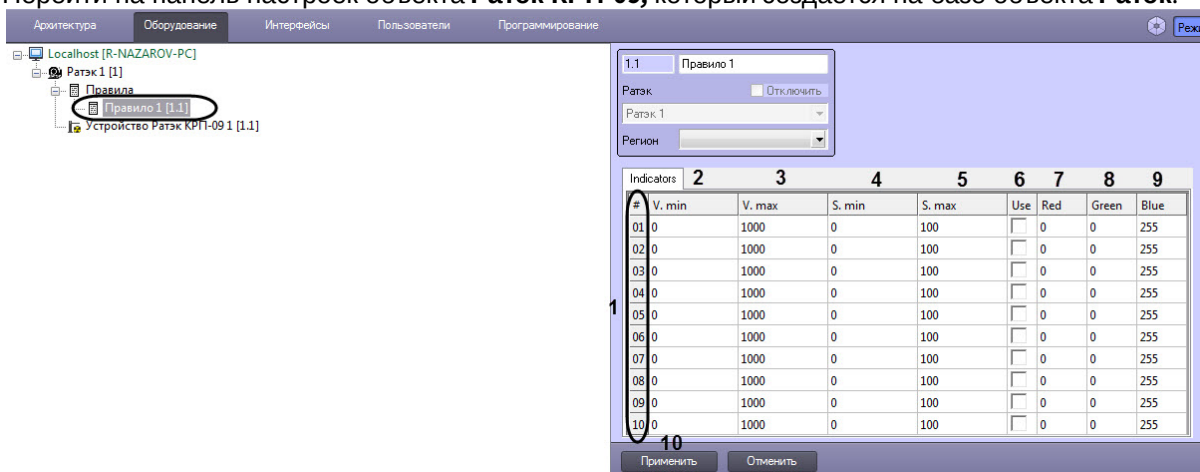 Перейти на панель настроек объекта Ратэк КРП-09, который создается на базе объекта Ратэк.
Архитектура Оборудование Интерфейсы Пользователи Программирование
Localhost [R-NAZAROV-PC]
Ратэк 1 [1]
Правила
Правило 1 [1.1]
Устройство Ратэк КРП-09 1 [1.1]
1.1 Правило 1
Ратэк Отключить
Ратэк 1
Регион
Indicators 2 3 4 5 6 7 8 9
# V. min V. max S. min S. max Use Red Green Blue
01 0 1000 0 100 0 0 255
02 0 1000 0 100 0 0 255
03 0 1000 0 100 0 0 255
04 0 1000 0 100 0 0 255
1
05 0 1000 0 100 0 0 255
06 0 1000 0 100 0 0 255
07 0 1000 0 100 0 0 255
08 0 1000 0 100 0 0 255
09 0 1000 0 100 0 0 255
10 0 1000 0 100 0 0 255
10
Применить Отменить